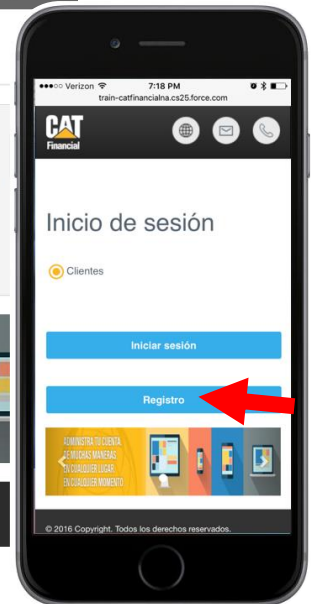 Verizon 7:18 PM
train-catfinancialna.cs25.force.com
CAT
Financial
Inicio de sesión
Clientes
Iniciar sesión
Registro
ADMINISTRA TU CUENTA
DE MUCHAS MANERAS
EN CUALQUIER LUGAR,
EN CUALQUIER MOMENTO
© 2016 Copyright. Todos los derechos reservados.